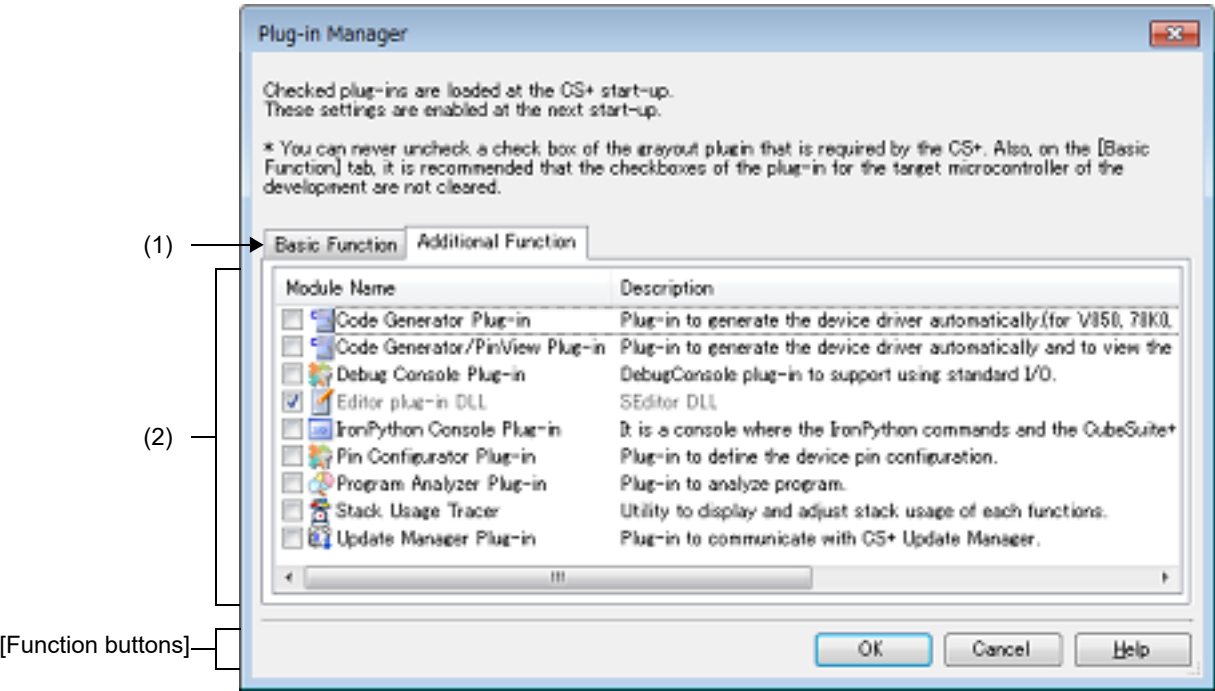 Plug-in Manager
Checked plug-ins are loaded at the CS+ start-up.
These settings are enabled at the next start-up.
* You can never uncheck a check box of the grayout plugin that is required by the CS+. Also, on the [Basic
Function] tab, it is recommended that the checkboxes of the plug-in for the target microcontroller of the
development are not cleared.
(1)
Basic Function Additional Function
(2)
Module Name Description
Code Generator Plug-in Plug-in to generate the device driver automatically.(for V850, 78K0,
Code Generator/PinView Plug-in Plug-in to generate the device driver automatically and to view the
Debug Console Plug-in DebugConsole plug-in to support using standard I/O.
Editor plug-in DLL SEditor DLL
IronPython Console Plug-in It is a console where the IronPython commands and the CubeSuite+
Pin Configurator Plug-in Plug-in to define the device pin configuration.
Program Analyzer Plug-in Plug-in to analyze program.
Stack Usage Tracer Utility to display and adjust stack usage of each functions.
Update Manager Plug-in Plug-in to communicate with CS+ Update Manager.
[Function buttons]
OK Cancel Help